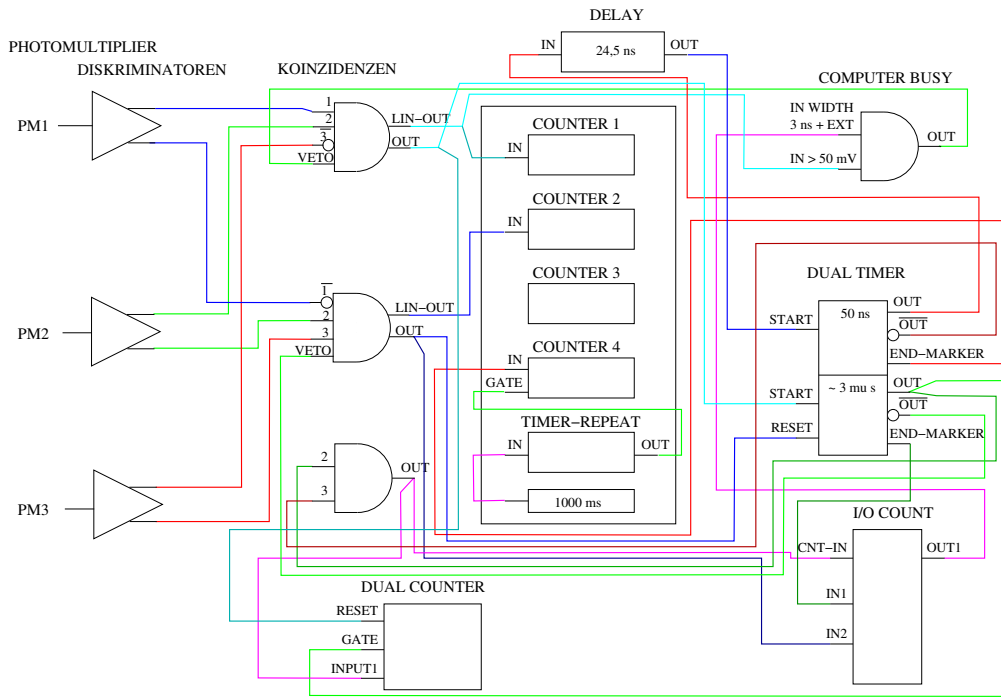 DELAY
IN
24,5 ns
OUT
PHOTOMULTIPLIER
DISKRIMINATOREN
KOINZIDENZEN
COMPUTER BUSY
PM1
1
2
3
VETO
LIN−OUT
OUT
IN WIDTH
3 ns + EXT
IN > 50 mV
OUT
COUNTER 1
IN
COUNTER 2
IN
COUNTER 3
COUNTER 4
IN
GATE
TIMER−REPEAT
IN
OUT
1000 ms
PM2
1
2
3
VETO
LIN−OUT
OUT
DUAL TIMER
START
50 ns
OUT
OUT
END−MARKER
~ 3 mu s
START
RESET
OUT
OUT
END−MARKER
PM3
2
3
OUT
I/O COUNT
CNT−IN
OUT1
IN1
IN2
DUAL COUNTER
RESET
GATE
INPUT1